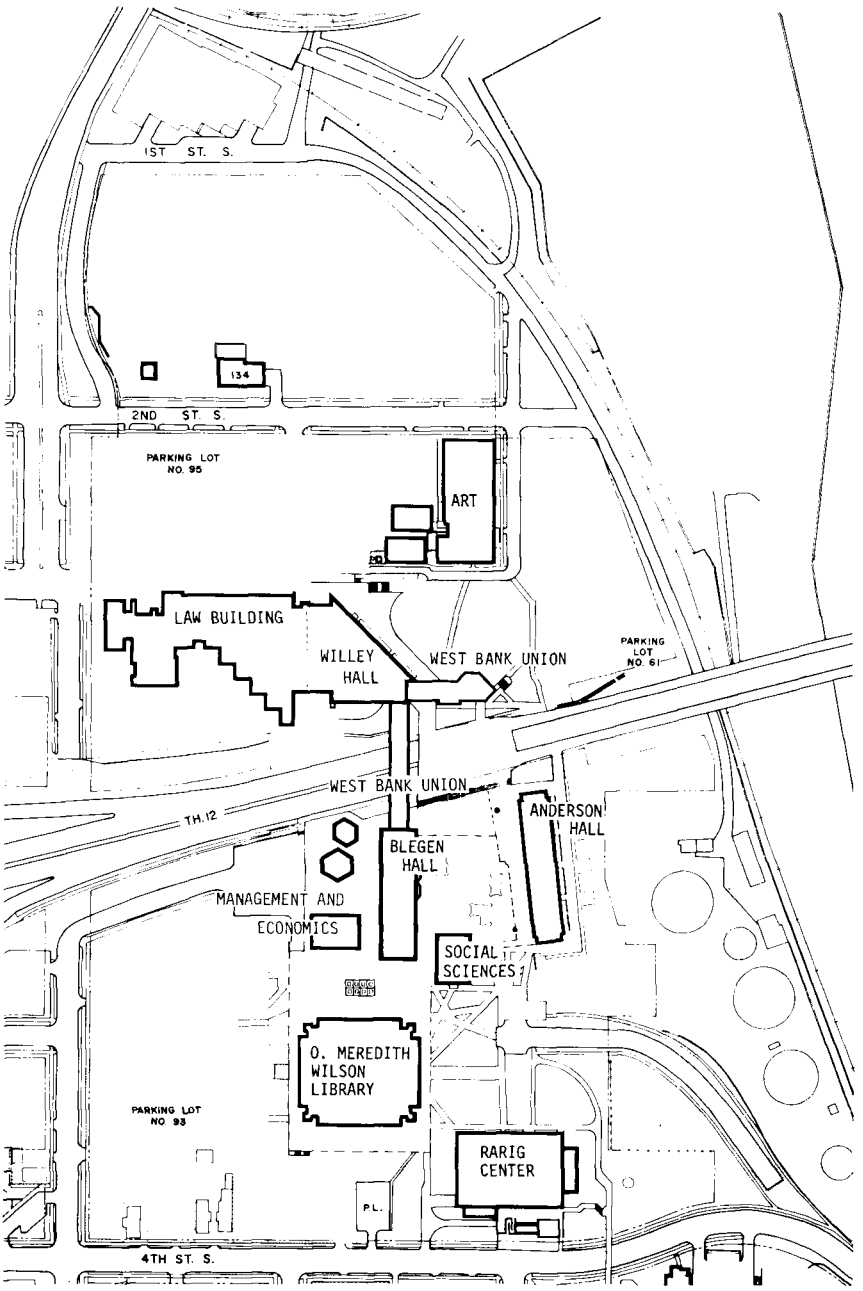 1ST ST. S.
134
2ND ST. S.
PARKING LOT
NO. 95
ART
LAW BUILDING
WILLEY
HALL
WEST BANK UNION
PARKING
LOT
NO. 61
WEST BANK UNION
TH.12
ANDERSON
HALL
BLEGEN
HALL
MANAGEMENT AND
ECONOMICS
SOCIAL
SCIENCES
O. MEREDITH
WILSON
LIBRARY
PARKING LOT
NO. 93
RARIG
CENTER
P.L.
4TH ST. S.